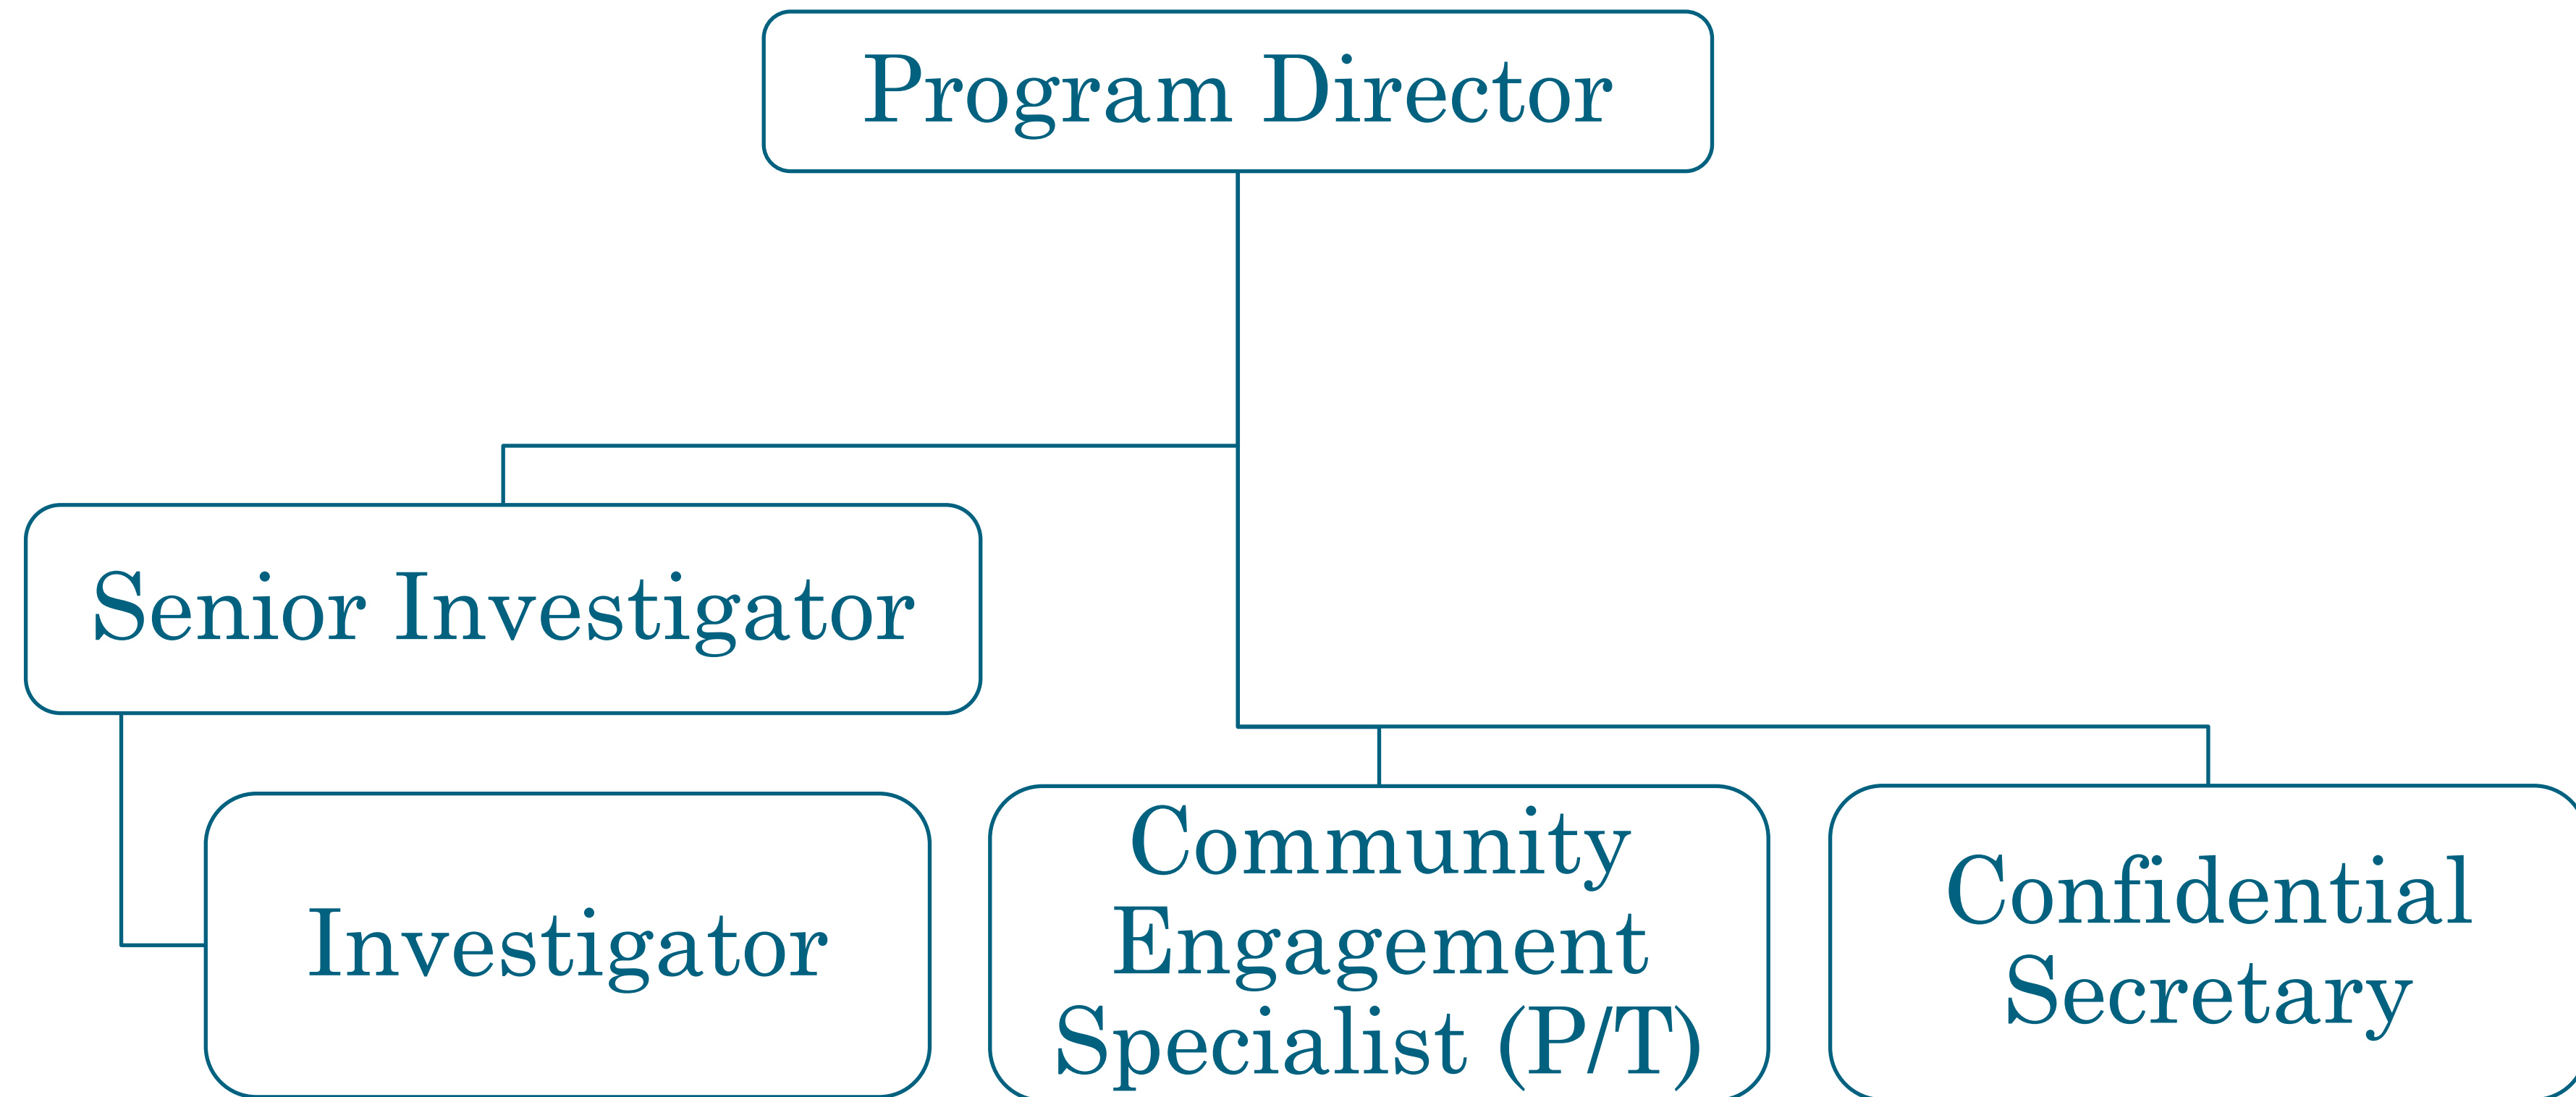 Program Director
Senior Investigator
Investigator
Community
Engagement
Specialist (P/T)
Confidential
Secretary